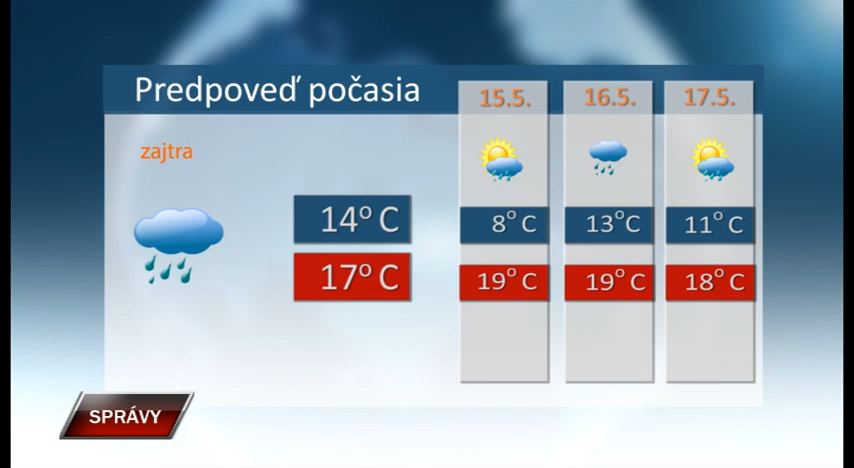 Predpoveď počasia
zajtra
14° C
17° C
15.5.
8° C
19° C
16.5.
13°C
19° C
17.5.
11° C
18° C
SPRÁVY